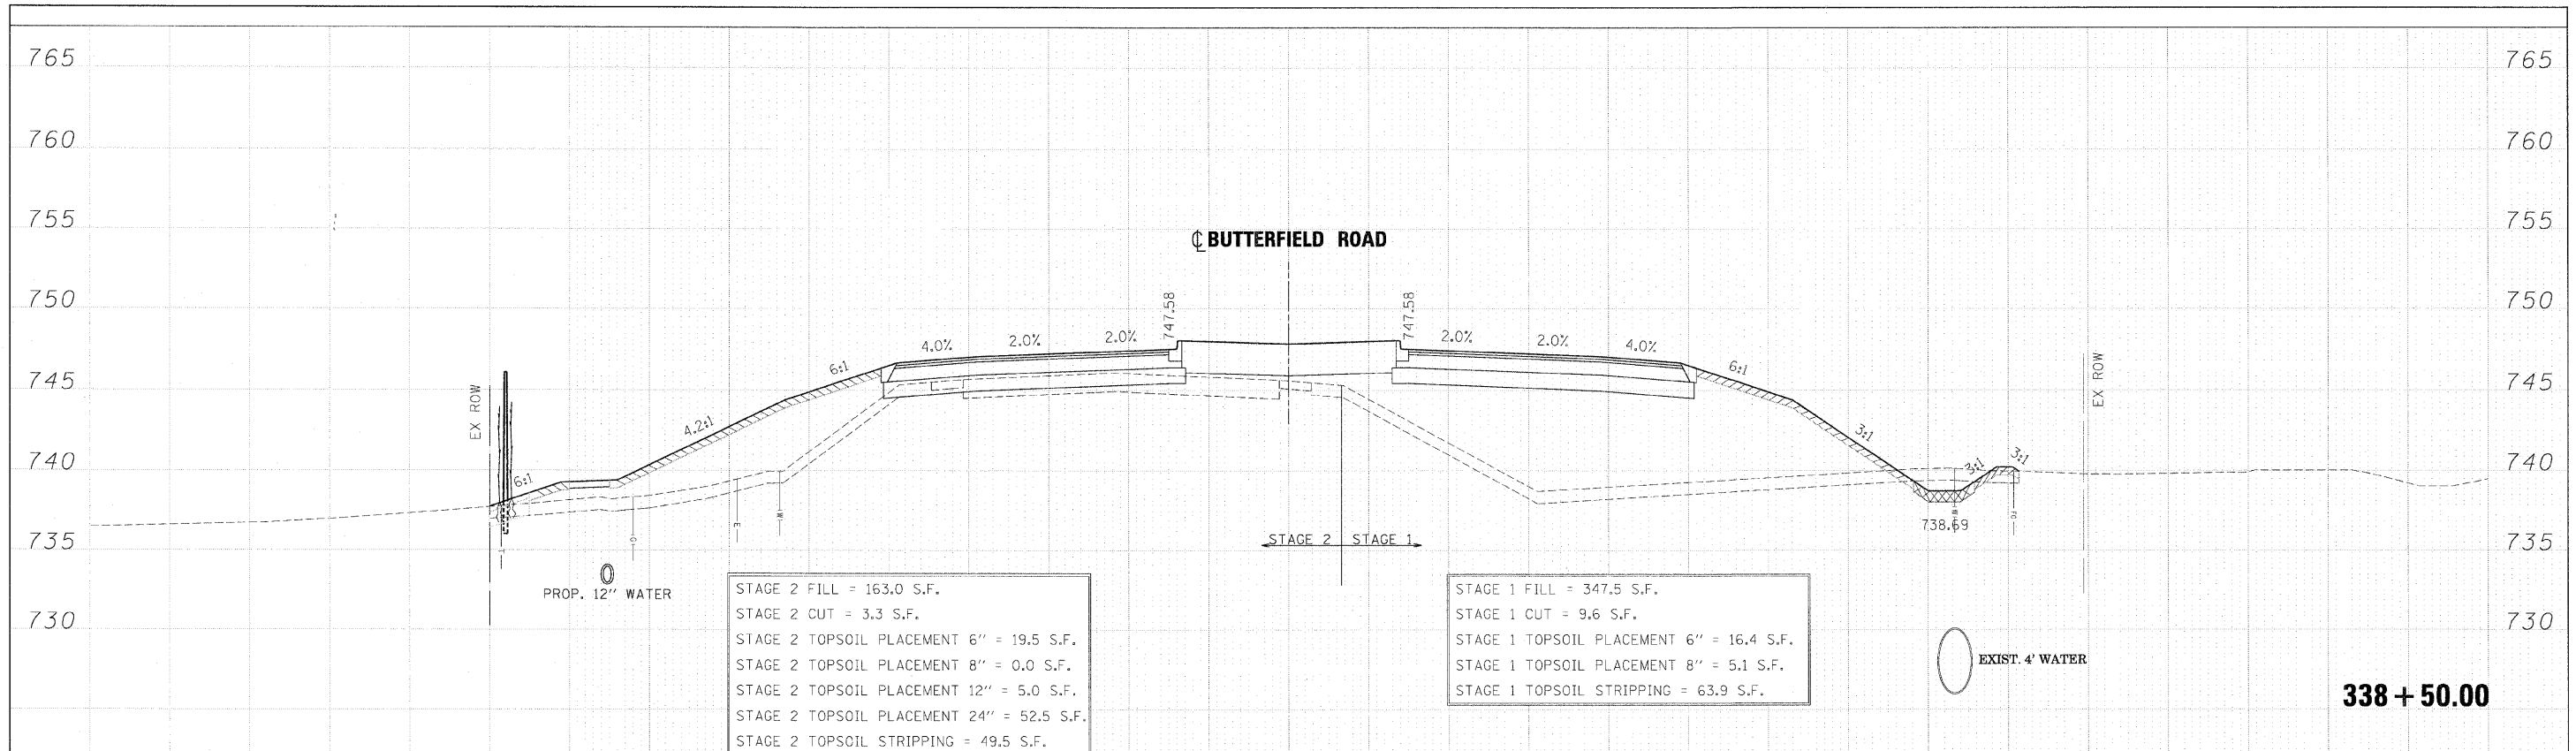 765 765
760 760
755 755
℄ BUTTERFIELD ROAD
750 747.58 747.58 750
4.0% 2.0% 2.0% 2.0% 2.0% 4.0%
6:1 6:1
745 EX ROW EX ROW 745
4.2:1 3:1
740 6:1 3:1 3:1 740
T G E W W FO
738.69
735 STAGE 2 STAGE 1 735
PROP. 12" WATER
STAGE 2 FILL = 163.0 S.F.
STAGE 2 CUT = 3.3 S.F.
STAGE 2 TOPSOIL PLACEMENT 6" = 19.5 S.F.
STAGE 2 TOPSOIL PLACEMENT 8" = 0.0 S.F.
STAGE 2 TOPSOIL PLACEMENT 12" = 5.0 S.F.
STAGE 2 TOPSOIL PLACEMENT 24" = 52.5 S.F.
STAGE 2 TOPSOIL STRIPPING = 49.5 S.F.
STAGE 1 FILL = 347.5 S.F.
STAGE 1 CUT = 9.6 S.F.
STAGE 1 TOPSOIL PLACEMENT 6" = 16.4 S.F.
STAGE 1 TOPSOIL PLACEMENT 8" = 5.1 S.F.
STAGE 1 TOPSOIL STRIPPING = 63.9 S.F.
730 730
EXIST. 4' WATER
338 + 50.00